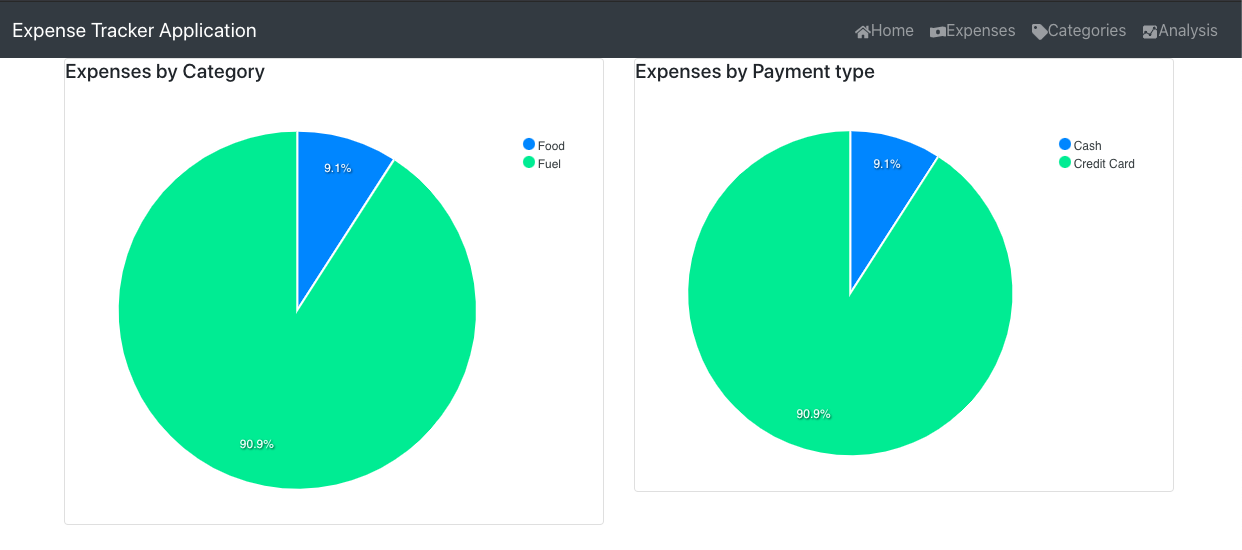 Expense Tracker Application
Home Expenses Categories Analysis
Expenses by Category
9.1%
90.9%
Food
Fuel
Expenses by Payment type
9.1%
90.9%
Cash
Credit Card